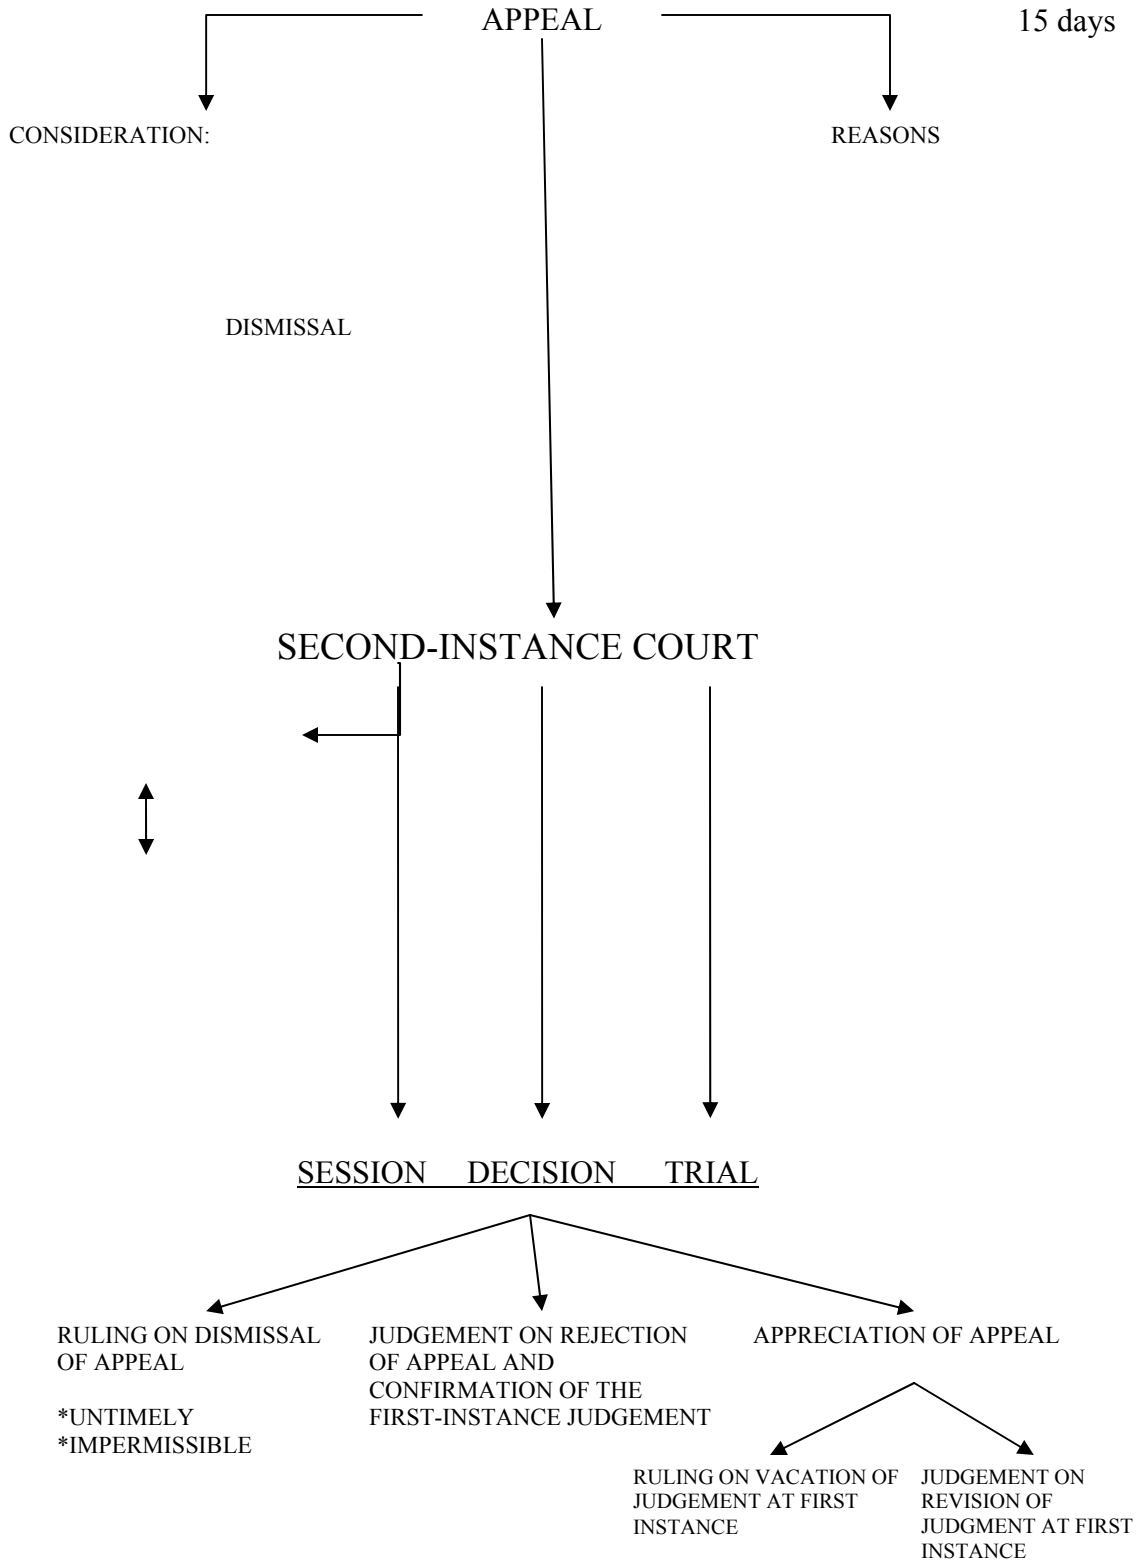 APPEAL
15 days
CONSIDERATION:
REASONS
DISMISSAL
SECOND-INSTANCE COURT
SESSION DECISION TRIAL
RULING ON DISMISSAL
OF APPEAL
*UNTIMELY
*IMPERMISSIBLE
JUDGEMENT ON REJECTION
OF APPEAL AND
CONFIRMATION OF THE
FIRST-INSTANCE JUDGEMENT
APPRECIATION OF APPEAL
RULING ON VACATION OF
JUDGEMENT AT FIRST
INSTANCE
JUDGEMENT ON
REVISION OF
JUDGMENT AT FIRST
INSTANCE